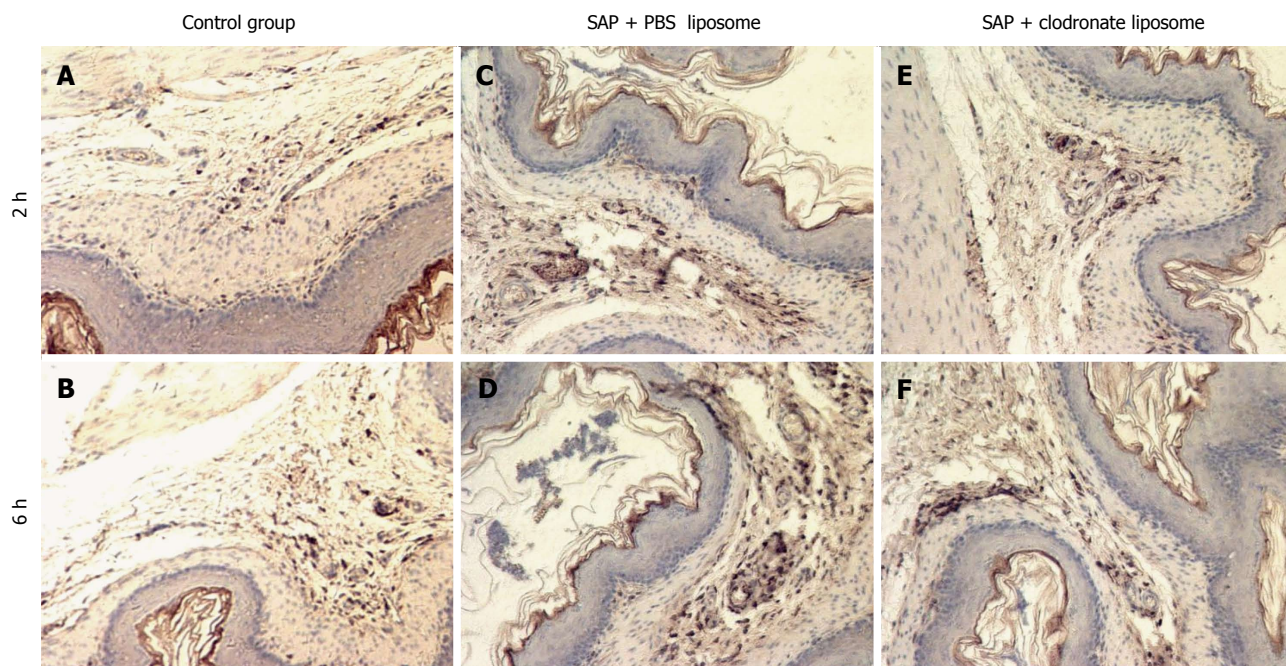 Control group
SAP + PBS liposome
SAP + clodronate liposome
2 h
A
C
E
6 h
B
D
F